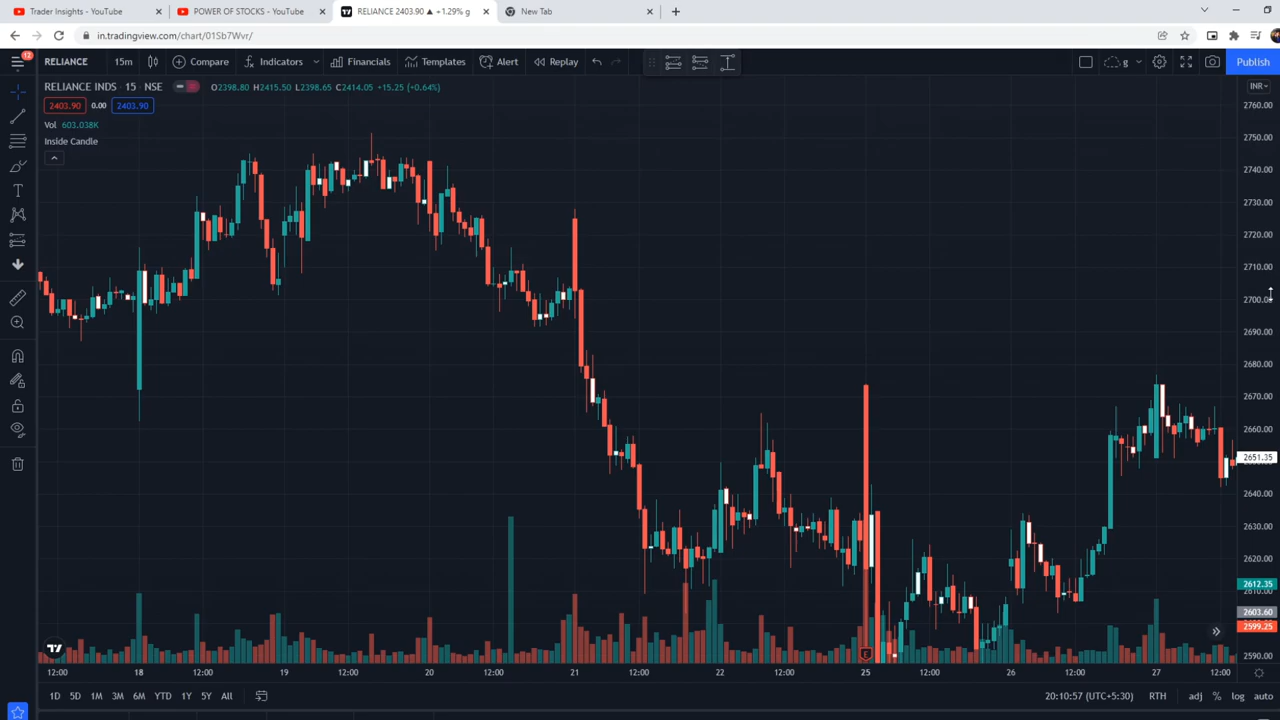 Trader Insights - YouTube
POWER OF STOCKS - YouTube
RELIANCE 2403.90 ▲ +1.29% g
New Tab
in.tradingview.com/chart/01Sb7Wvr/
12
RELIANCE 15m Compare Indicators Financials Templates Alert Replay g Publish
RELIANCE INDS · 15 · NSE O2398.80 H2415.50 L2398.65 C2414.05 +15.25 (+0.64%)
INR
2403.90 0.00 2403.90
Vol 603.038K
Inside Candle
2760.00
2750.00
2740.00
2730.00
2720.00
2710.00
2700.00
2690.00
2680.00
2670.00
2660.00
2651.35
2640.00
2630.00
2620.00
2612.35
2610.00
2603.60
2599.25
2590.00
E
12:00 18 12:00 19 12:00 20 12:00 21 12:00 22 12:00 25 12:00 26 12:00 27 12:00
1D 5D 1M 3M 6M YTD 1Y 5Y All 20:10:57 (UTC+5:30) RTH adj % log auto